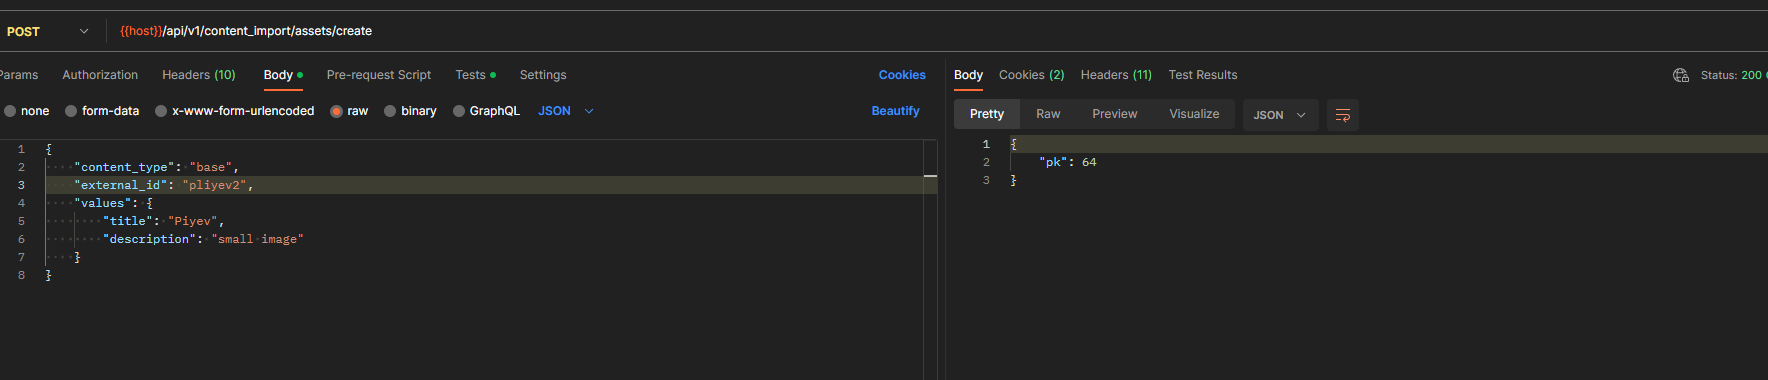 POST {{host}}/api/v1/content_import/assets/create
Params Authorization Headers (10) Body Pre-request Script Tests Settings Cookies
none form-data x-www-form-urlencoded raw binary GraphQL JSON Beautify
1 {
2 "content_type": "base",
3 "external_id": "pliyev2",
4 "values": {
5 "title": "Piyev",
6 "description": "small image"
7 }
8 }
Body Cookies (2) Headers (11) Test Results Status: 200
Pretty Raw Preview Visualize JSON
1 {
2 "pk": 64
3 }